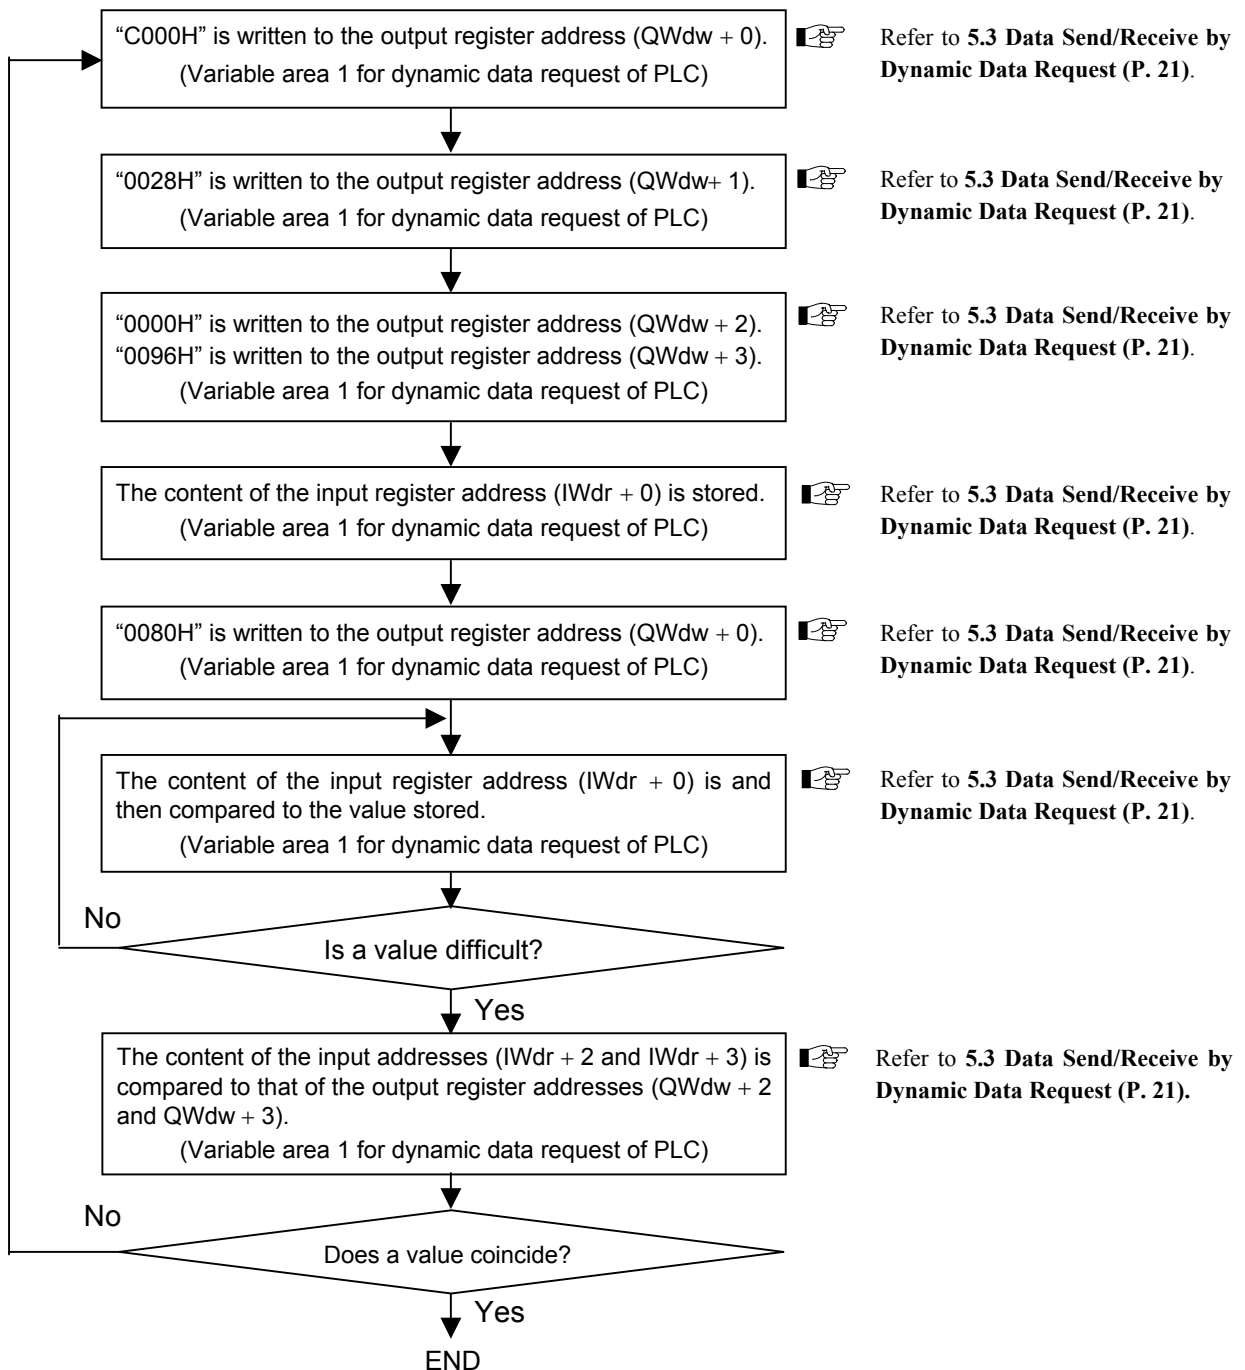 “C000H” is written to the output register address (QWdw + 0).
(Variable area 1 for dynamic data request of PLC)
Refer to 5.3 Data Send/Receive by
Dynamic Data Request (P. 21).
“0028H” is written to the output register address (QWdw+ 1).
(Variable area 1 for dynamic data request of PLC)
Refer to 5.3 Data Send/Receive by
Dynamic Data Request (P. 21).
“0000H” is written to the output register address (QWdw + 2).
“0096H” is written to the output register address (QWdw + 3).
(Variable area 1 for dynamic data request of PLC)
Refer to 5.3 Data Send/Receive by
Dynamic Data Request (P. 21).
The content of the input register address (IWdr + 0) is stored.
(Variable area 1 for dynamic data request of PLC)
Refer to 5.3 Data Send/Receive by
Dynamic Data Request (P. 21).
“0080H” is written to the output register address (QWdw + 0).
(Variable area 1 for dynamic data request of PLC)
Refer to 5.3 Data Send/Receive by
Dynamic Data Request (P. 21).
The content of the input register address (IWdr + 0) is and
then compared to the value stored.
(Variable area 1 for dynamic data request of PLC)
Refer to 5.3 Data Send/Receive by
Dynamic Data Request (P. 21).
No
Is a value difficult?
Yes
The content of the input addresses (IWdr + 2 and IWdr + 3) is
compared to that of the output register addresses (QWdw + 2
and QWdw + 3).
(Variable area 1 for dynamic data request of PLC)
Refer to 5.3 Data Send/Receive by
Dynamic Data Request (P. 21).
No
Does a value coincide?
Yes
END